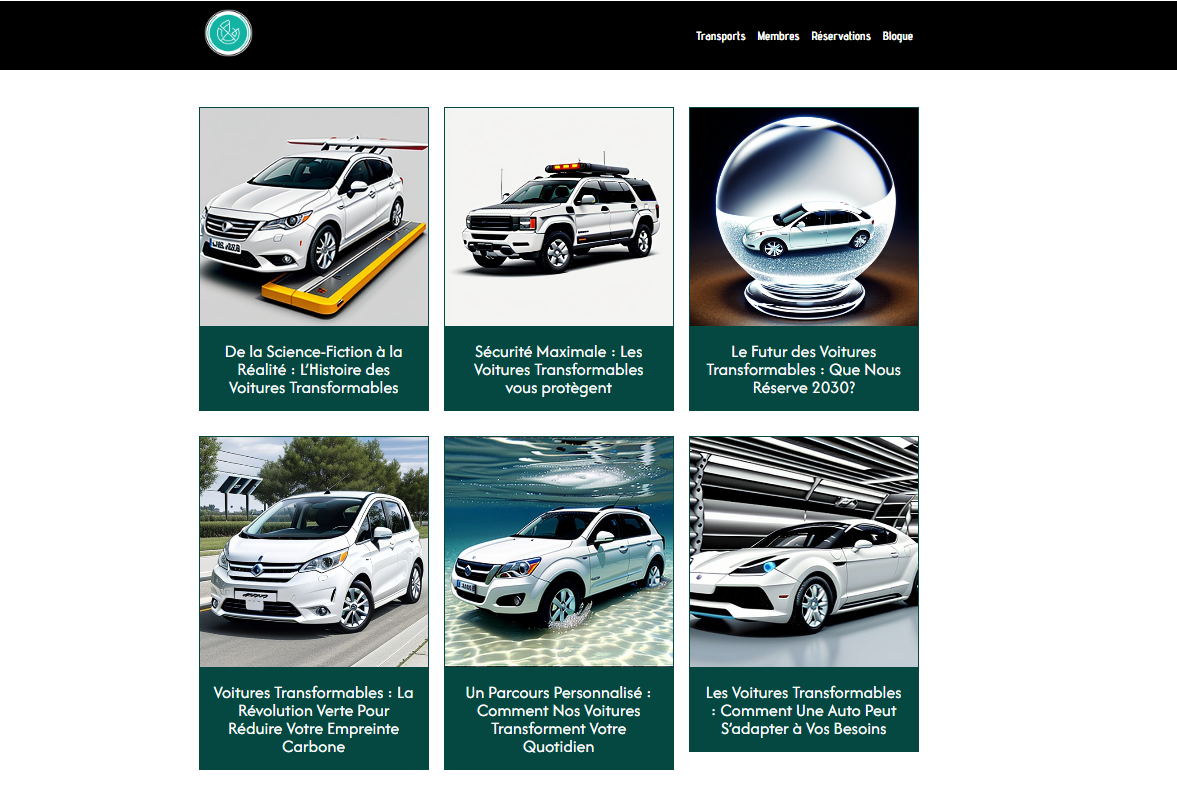 Transports Membres Réservations Blogue
De la Science-Fiction à la
Réalité : L'Histoire des
Voitures Transformables
Sécurité Maximale : Les
Voitures Transformables
vous protègent
Le Futur des Voitures
Transformables : Que Nous
Réserve 2030?
Voitures Transformables : La
Révolution Verte Pour
Réduire Votre Empreinte
Carbone
Un Parcours Personnalisé :
Comment Nos Voitures
Transforment Votre
Quotidien
Les Voitures Transformables
: Comment Une Auto Peut
S'adapter à Vos Besoins